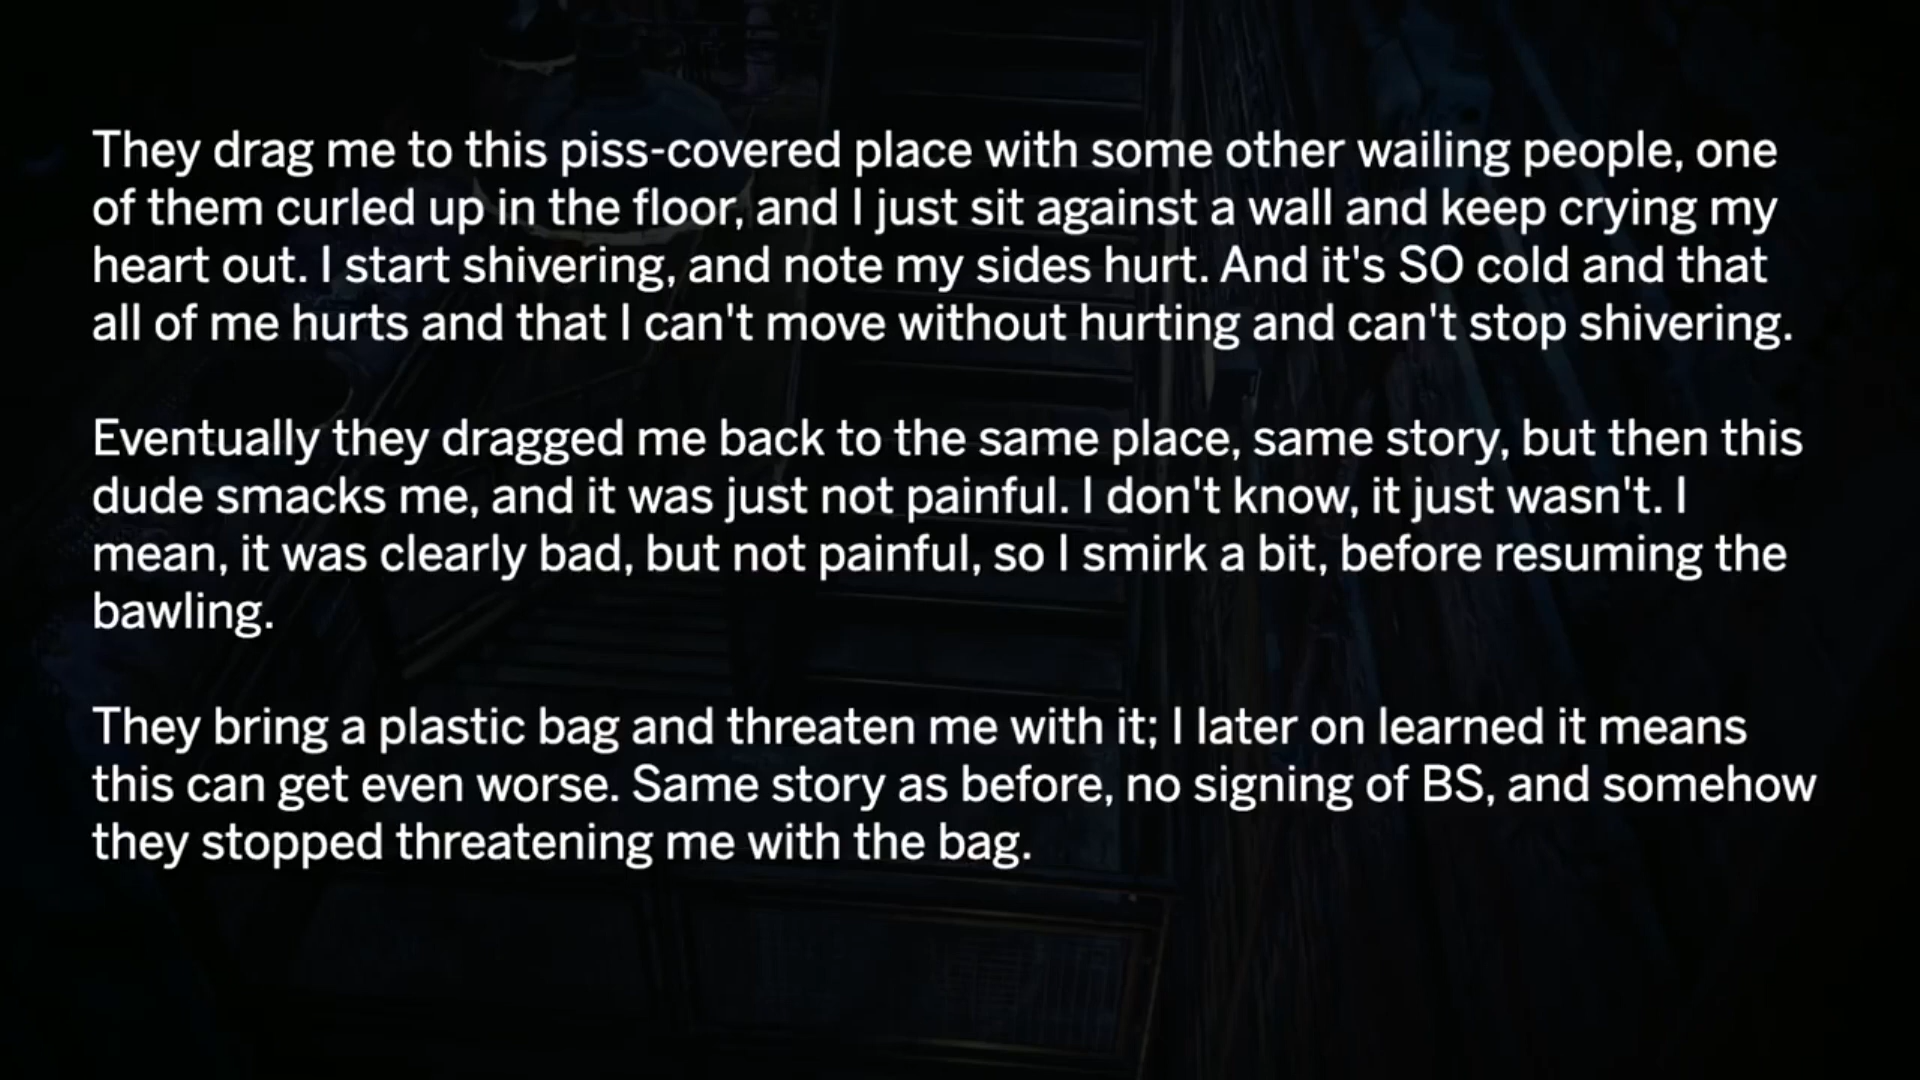 They drag me to this piss-covered place with some other wailing people, one
of them curled up in the floor, and I just sit against a wall and keep crying my
heart out. I start shivering, and note my sides hurt. And it's SO cold and that
all of me hurts and that I can't move without hurting and can't stop shivering.
Eventually they dragged me back to the same place, same story, but then this
dude smacks me, and it was just not painful. I don't know, it just wasn't. I
mean, it was clearly bad, but not painful, so I smirk a bit, before resuming the
bawling.
They bring a plastic bag and threaten me with it; I later on learned it means
this can get even worse. Same story as before, no signing of BS, and somehow
they stopped threatening me with the bag.